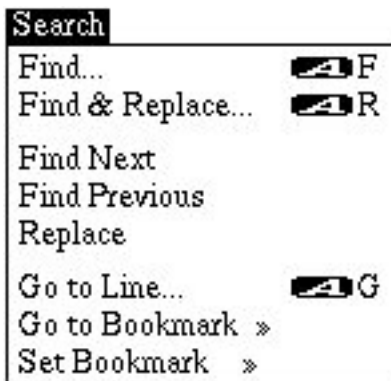 Search
Find... F
Find & Replace... R
Find Next
Find Previous
Replace
Go to Line... G
Go to Bookmark »
Set Bookmark »